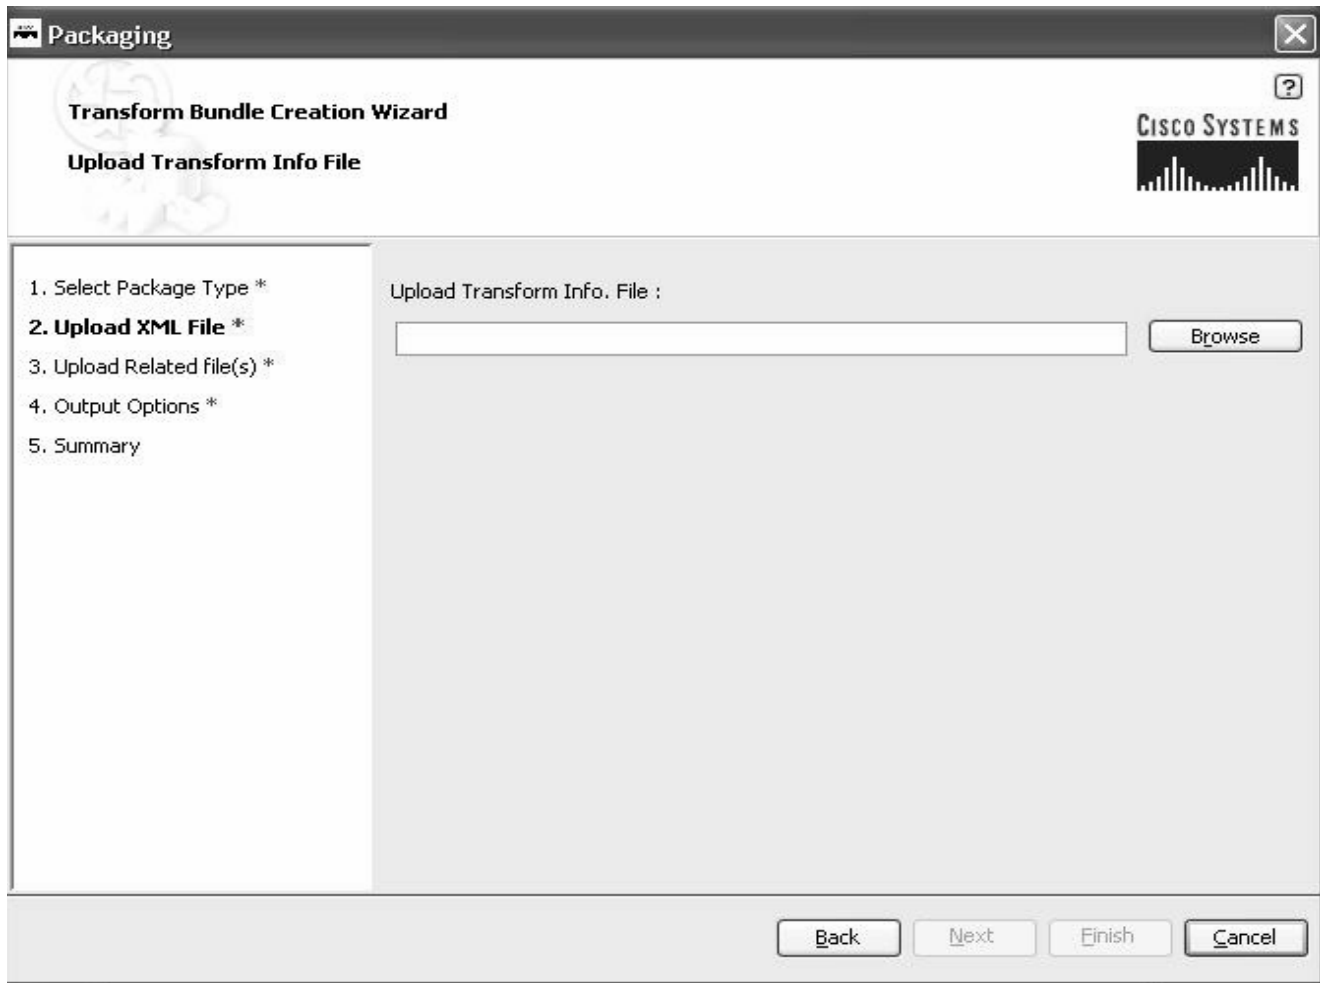 Packaging
Transform Bundle Creation Wizard
Upload Transform Info File
?
CISCO SYSTEMS
1. Select Package Type *
2. Upload XML File *
3. Upload Related file(s) *
4. Output Options *
5. Summary
Upload Transform Info. File :
Browse
Back
Next
Finish
Cancel